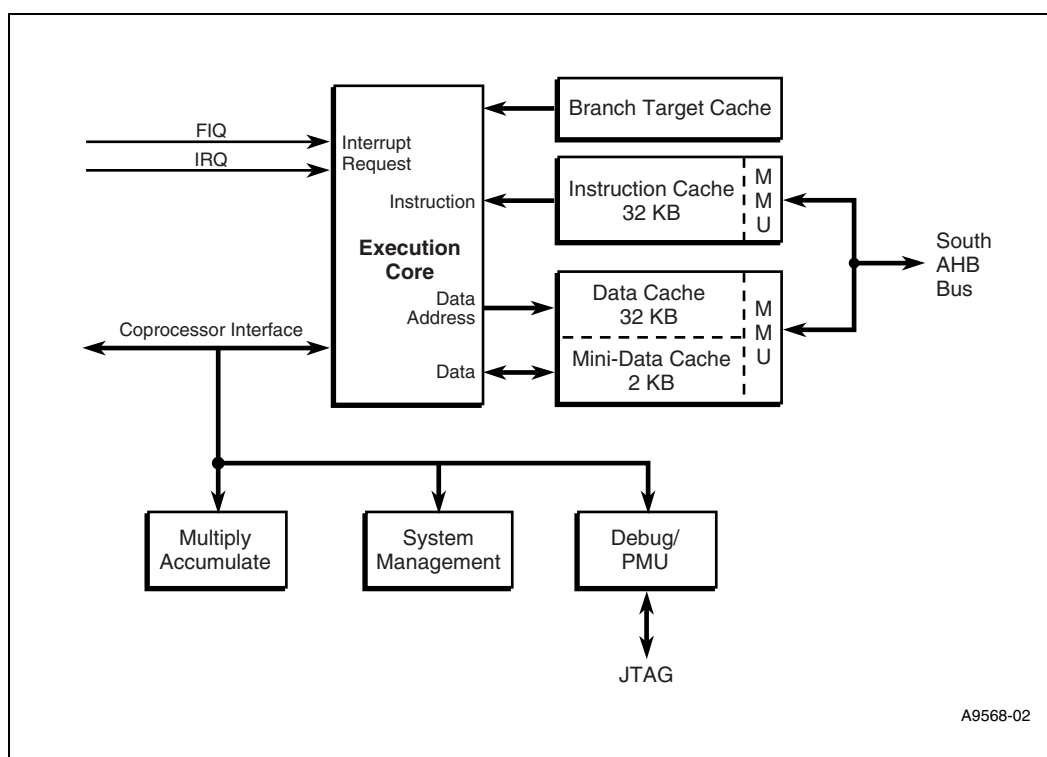 Branch Target Cache
FIQ
IRQ
Interrupt
Request
Instruction
Execution
Core
Data
Address
Data
Instruction Cache
32 KB
M
M
U
Data Cache
32 KB
Mini-Data Cache
2 KB
M
M
U
South
AHB
Bus
Coprocessor Interface
Multiply
Accumulate
System
Management
Debug/
PMU
JTAG
A9568-02